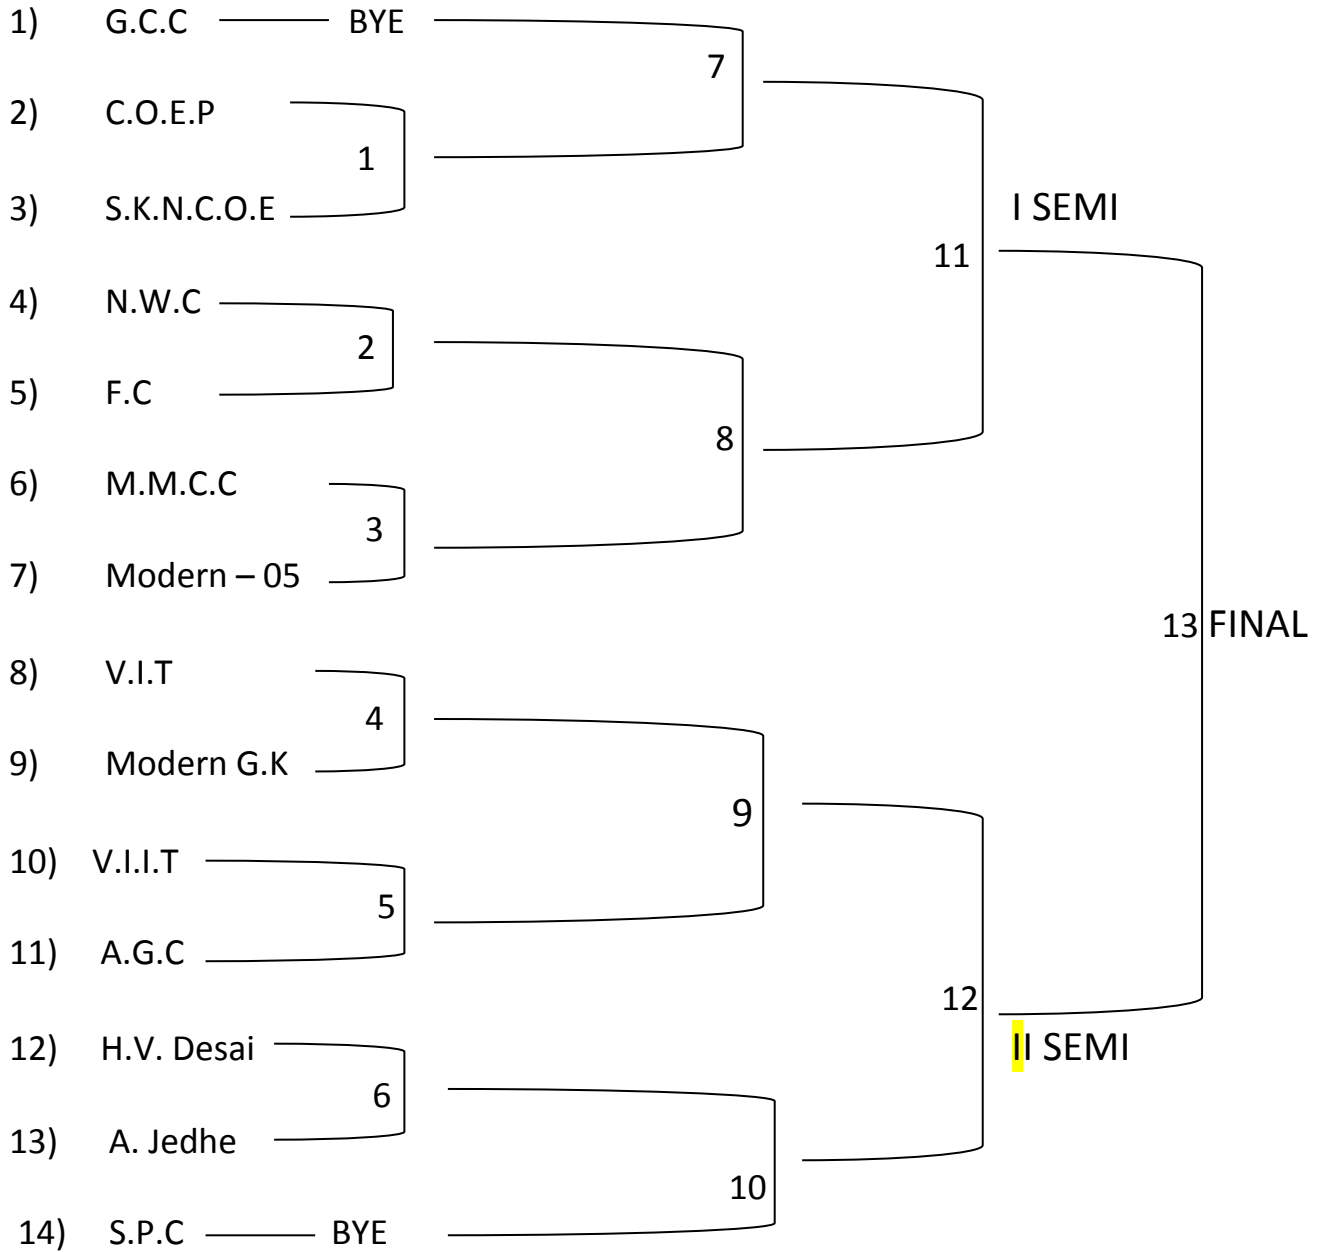 1) G.C.C BYE
7
2) C.O.E.P
1
3) S.K.N.C.O.E
I SEMI
11
4) N.W.C
2
5) F.C
8
6) M.M.C.C
3
7) Modern – 05
13 FINAL
8) V.I.T
4
9) Modern G.K
9
10) V.I.I.T
5
11) A.G.C
12
12) H.V. Desai
II SEMI
6
13) A. Jedhe
10
14) S.P.C BYE